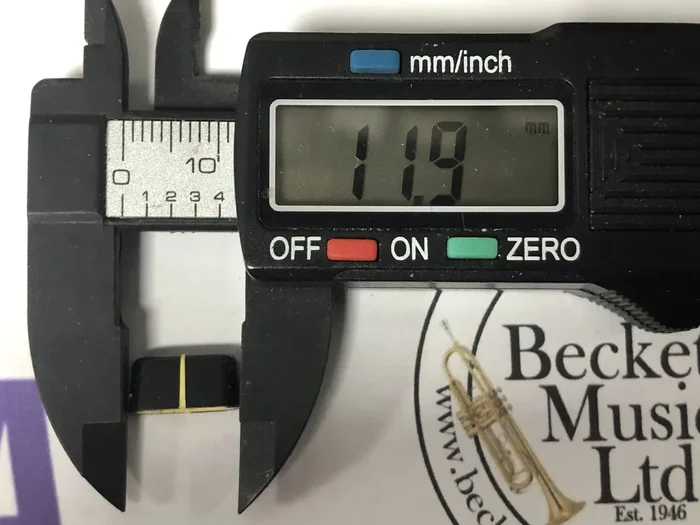 mm/inch
11.9 mm
0 10
1 2 3 4
OFF ON ZERO
Becket
Music
Ltd
Est. 1946
www.beck